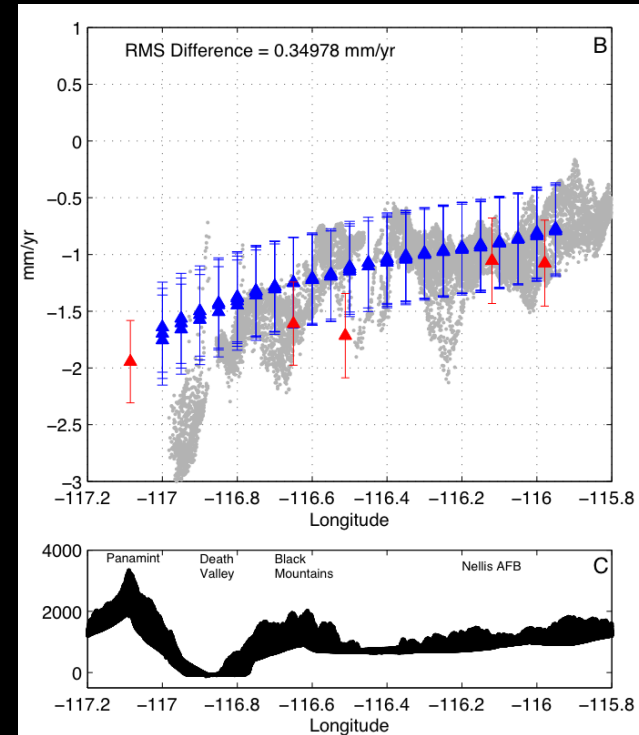 1
RMS Difference = 0.34978 mm/yr
B
0.5
0
−0.5
−1
−1.5
−2
−2.5
−3
mm/yr
−117.2 −117 −116.8 −116.6 −116.4 −116.2 −116 −115.8
Longitude
4000
2000
0
Panamint
Death
Valley
Black
Mountains
Nellis AFB
C
−117.2 −117 −116.8 −116.6 −116.4 −116.2 −116 −115.8
Longitude